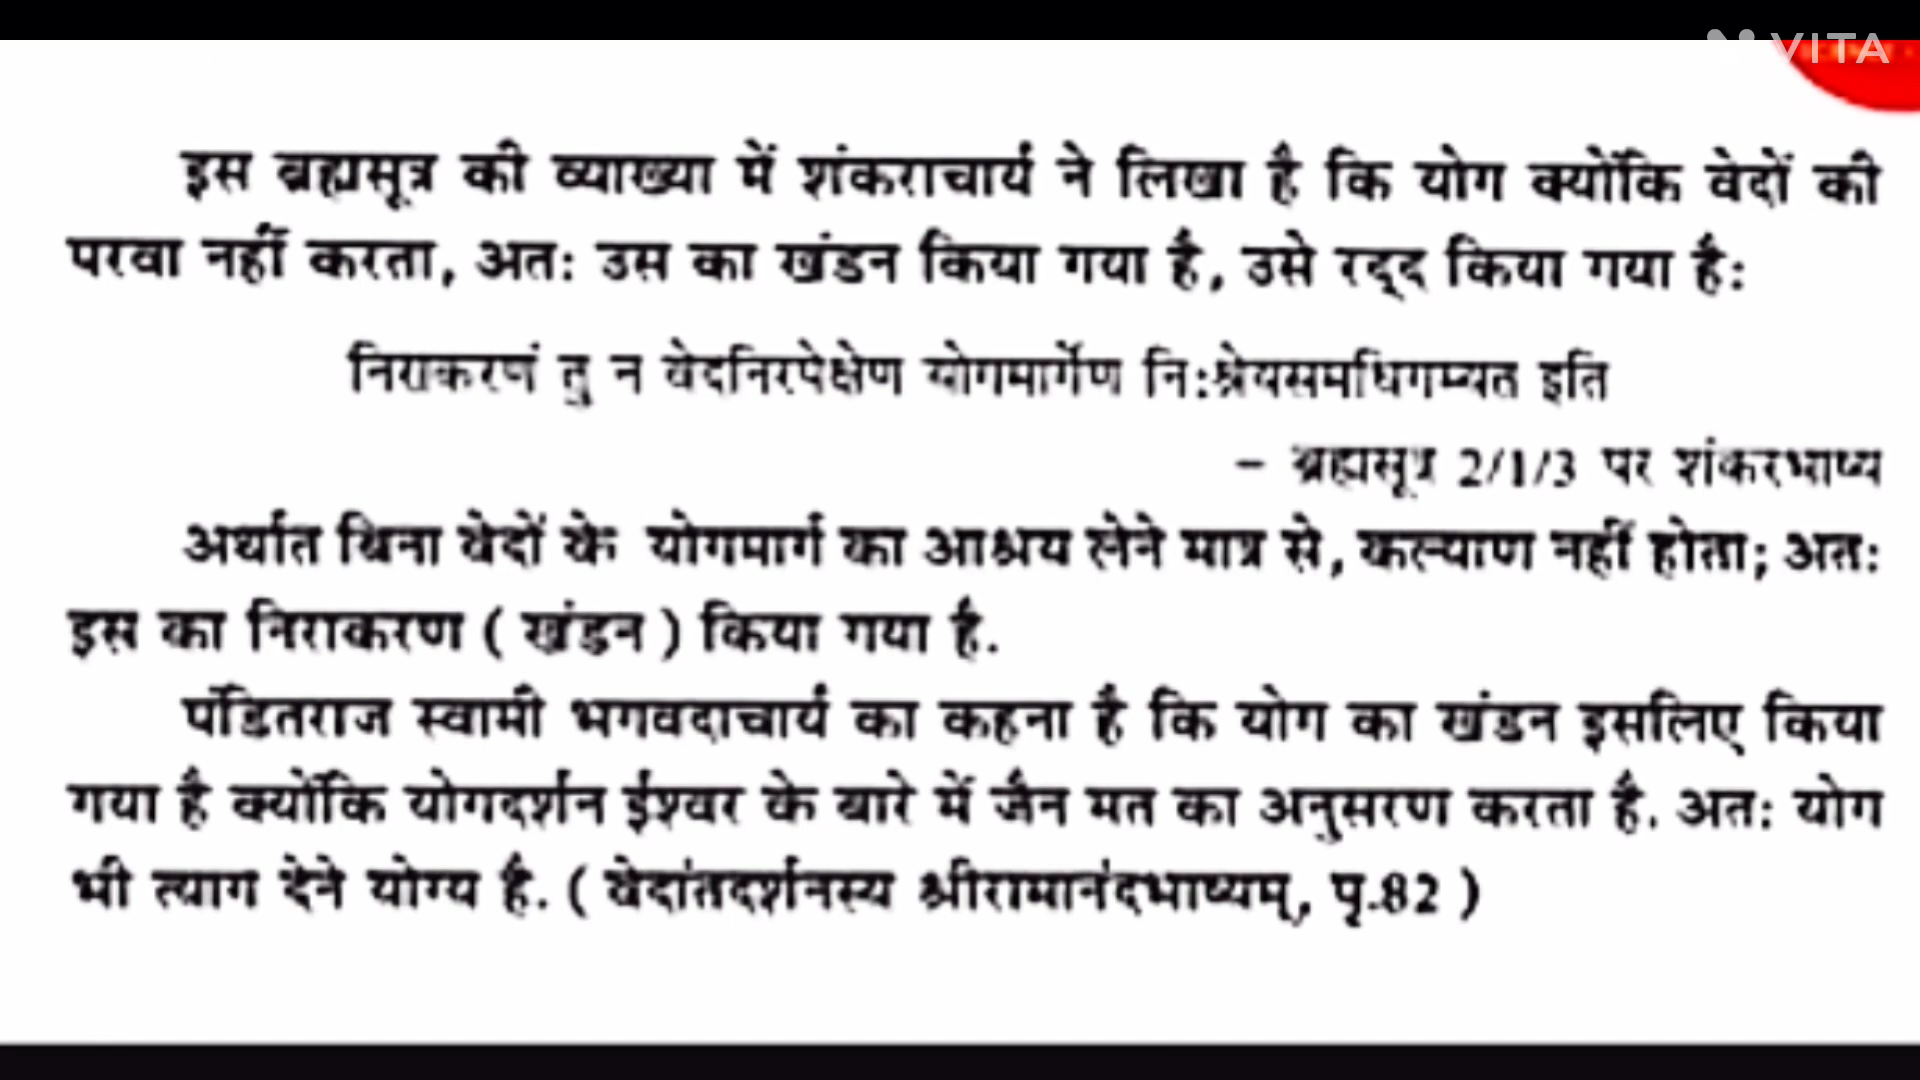 VITA
इस ब्रह्मसूत्र की व्याख्या में शंकराचार्य ने लिखा है कि योग क्योंकि वेदों की
परवा नहीं करता, अतः उस का खंडन किया गया है, उसे रद्द किया गया है:
निराकरणं तु न वेदनिरपेक्षेण योगमार्गेण निःश्रेयसमधिगम्यत इति
– ब्रह्मसूत्र 2/1/3 पर शंकरभाष्य
अर्थात बिना वेदों के योगमार्ग का आश्रय लेने मात्र से, कल्याण नहीं होता; अतः
इस का निराकरण ( खंडन ) किया गया है.
पंडितराज स्वामी भगवदाचार्य का कहना है कि योग का खंडन इसलिए किया
गया है क्योंकि योगदर्शन ईश्वर के बारे में जैन मत का अनुसरण करता है. अतः योग
भी त्याग देने योग्य है. ( वेदांतदर्शनस्य श्रीरामानंदभाष्यम्, पृ.82 )